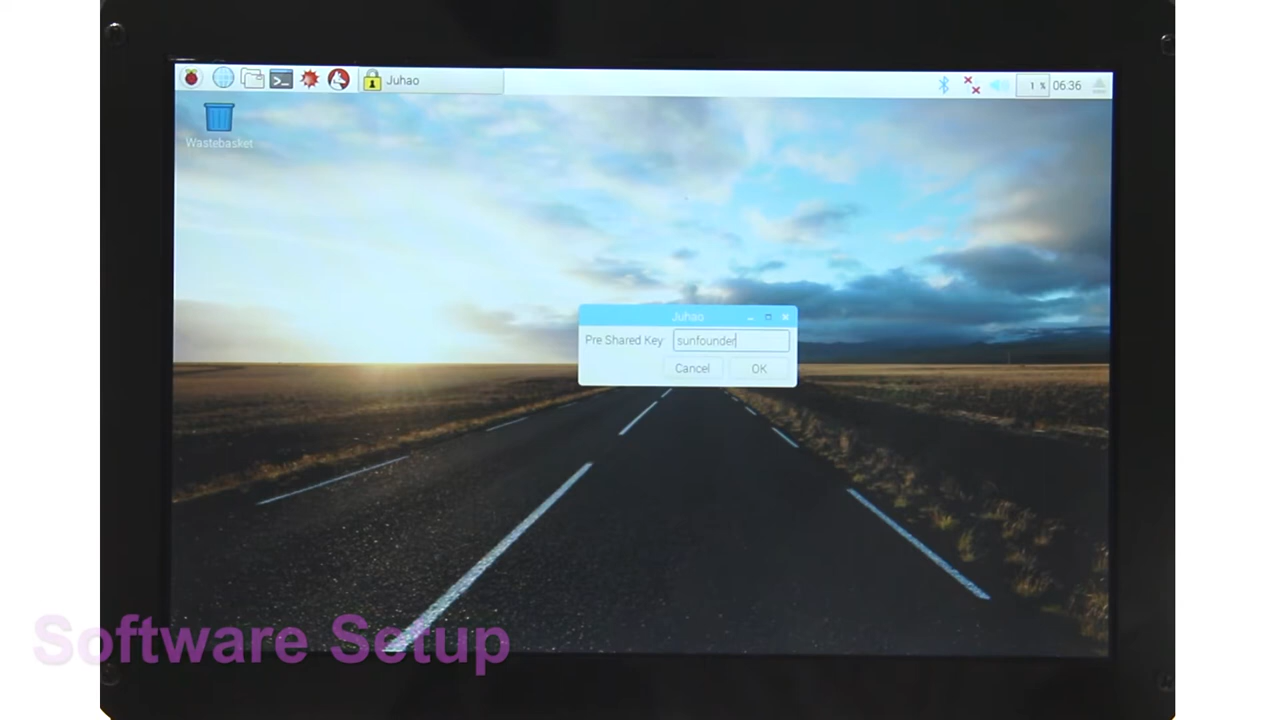 Juhao
1 %
06:36
Wastebasket
Juhao
Pre Shared Key
sunfounder
Cancel
OK
Software Setup